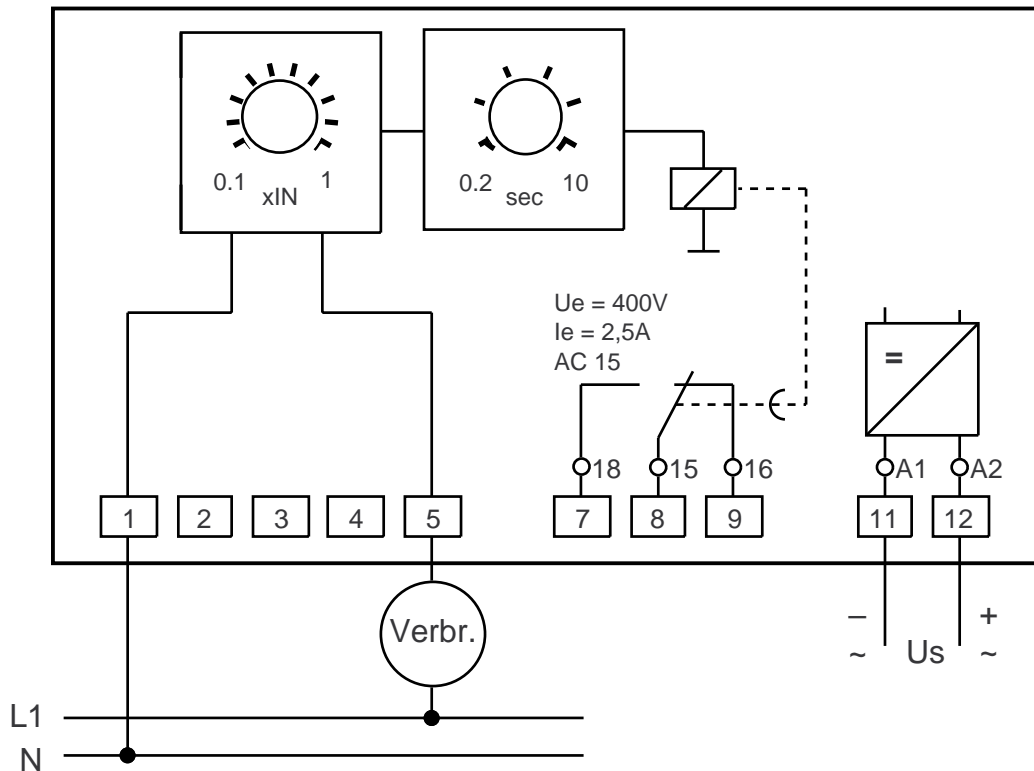 0.1 1
xIN
0.2 10
sec
Ue = 400V
Ie = 2,5A
AC 15
=
18 15 16 A1 A2
1 2 3 4 5 7 8 9 11 12
– +
~ Us ~
Verbr.
L1
N